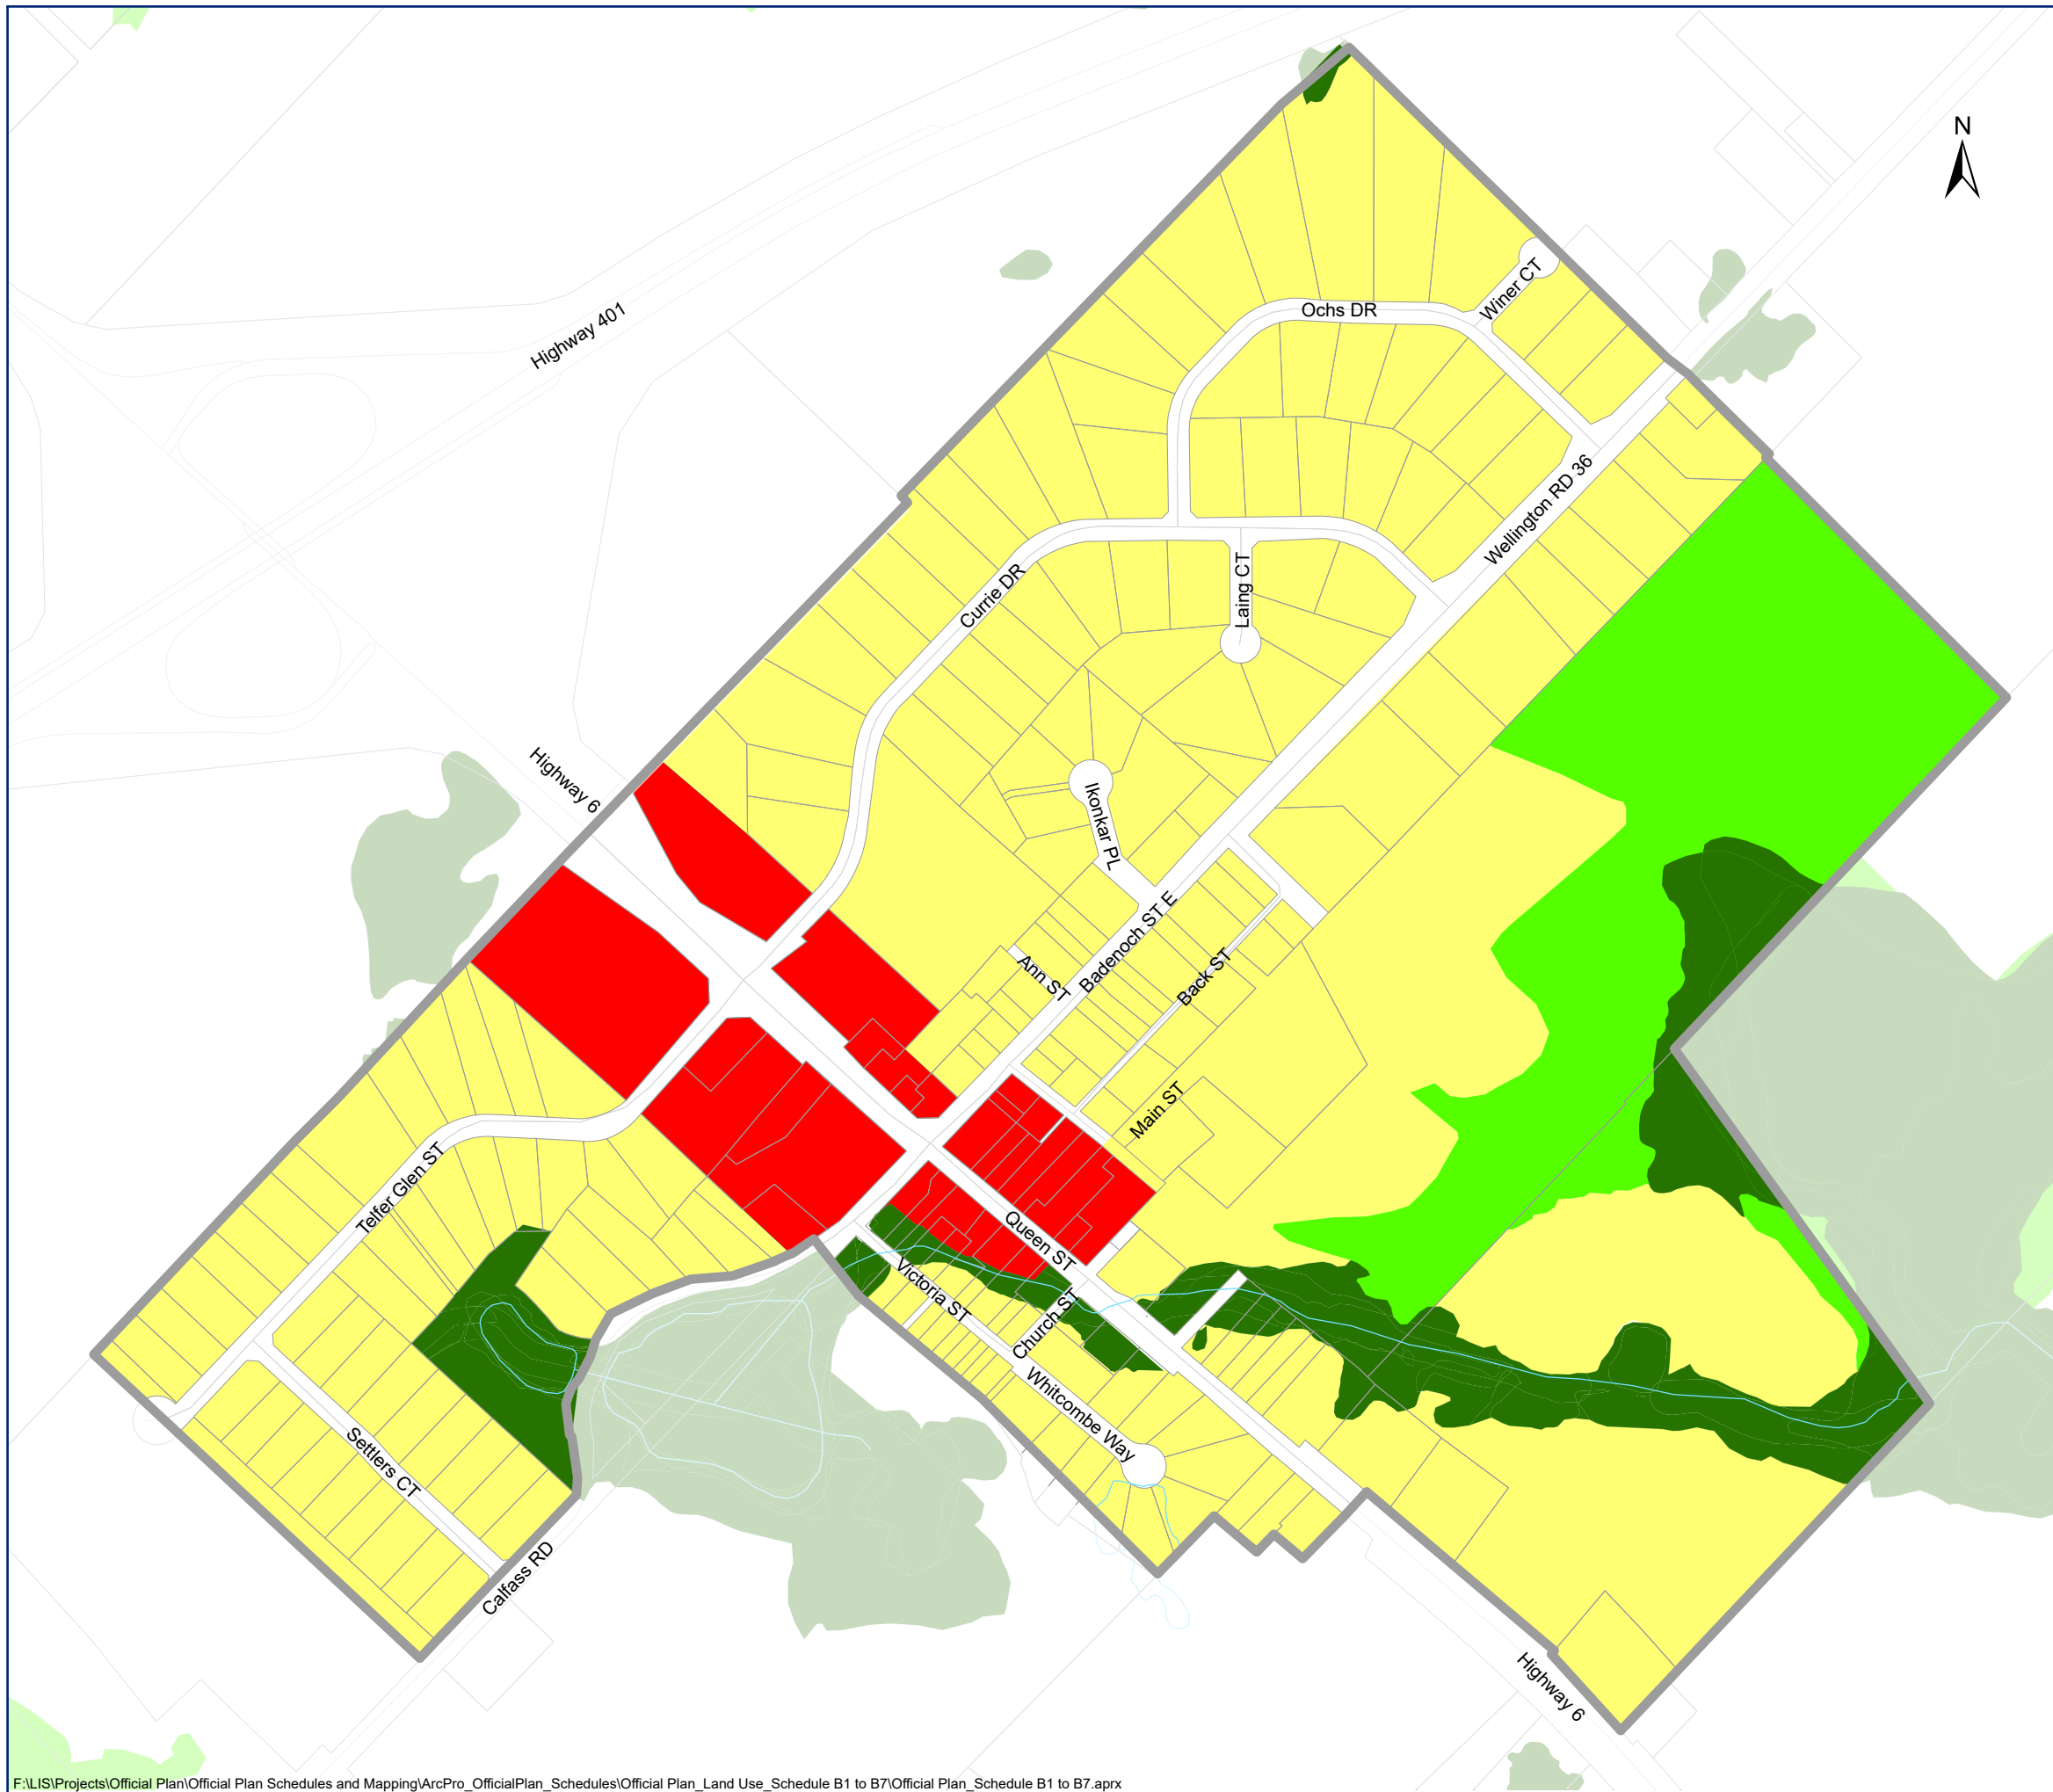 N
Highway 401
Ochs DR
Winer CT
Wellington RD 36
Currie DR
Laing CT
Highway 6
Ikonkar PL
Badenoch ST E
Ann ST
Back ST
Main ST
Telfer Glen ST
Queen ST
Victoria ST
Church ST
Whitcombe Way
Settlers CT
Calfass RD
Highway 6
F:\LIS\Projects\Official Plan\Official Plan Schedules and Mapping\ArcPro_OfficialPlan_Schedules\Official Plan_Land Use_Schedule B1 to B7\Official Plan_Schedule B1 to B7.aprx